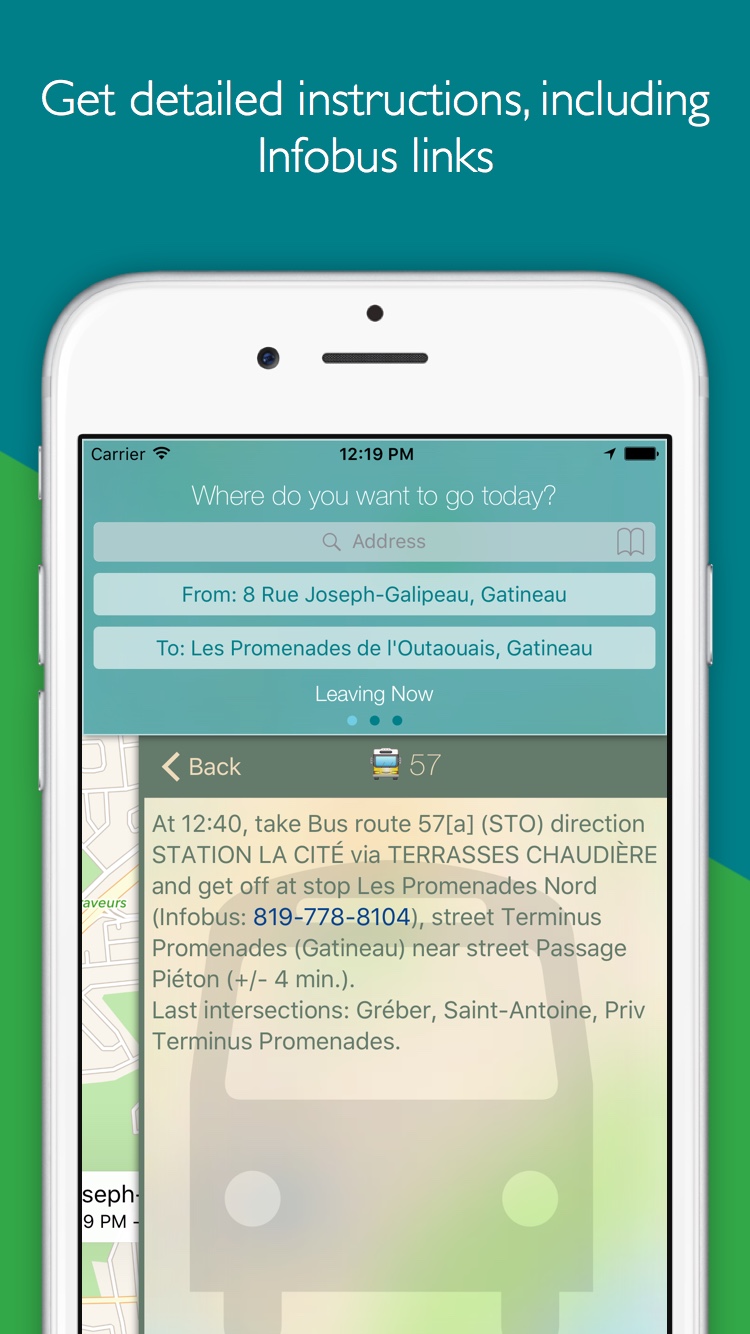 Get detailed instructions, including
Infobus links
Carrier 12:19 PM
Where do you want to go today?
Address
From: 8 Rue Joseph-Galipeau, Gatineau
To: Les Promenades de l'Outaouais, Gatineau
Leaving Now
Back 57
At 12:40, take Bus route 57[a] (STO) direction
STATION LA CITÉ via TERRASSES CHAUDIÈRE
and get off at stop Les Promenades Nord
(Infobus: 819-778-8104), street Terminus
Promenades (Gatineau) near street Passage
Piéton (+/- 4 min.).
Last intersections: Gréber, Saint-Antoine, Priv
Terminus Promenades.
aveurs
seph-
9 PM -